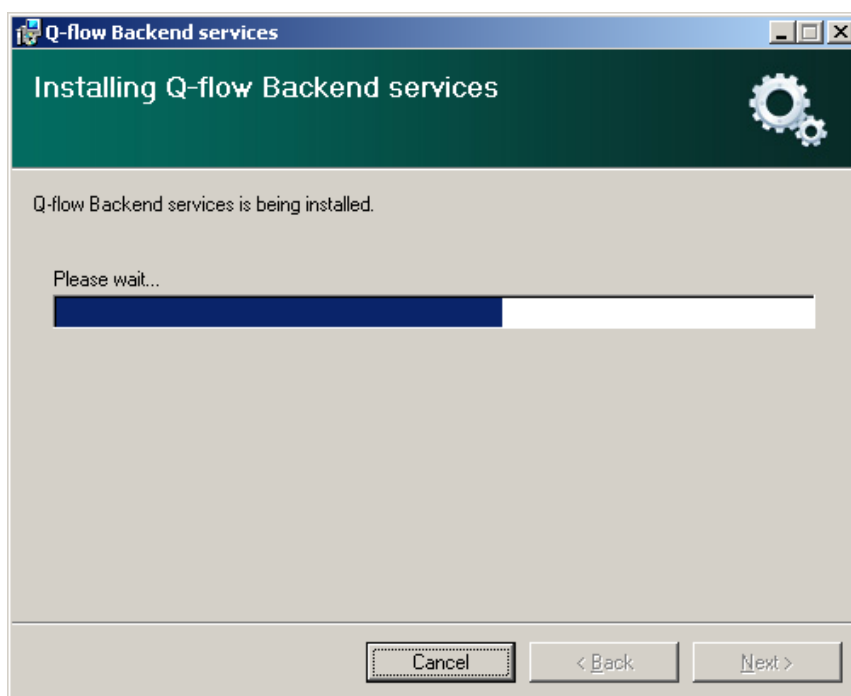 Q-flow Backend services
Installing Q-flow Backend services
Q-flow Backend services is being installed.
Please wait...
Cancel
< Back
Next >